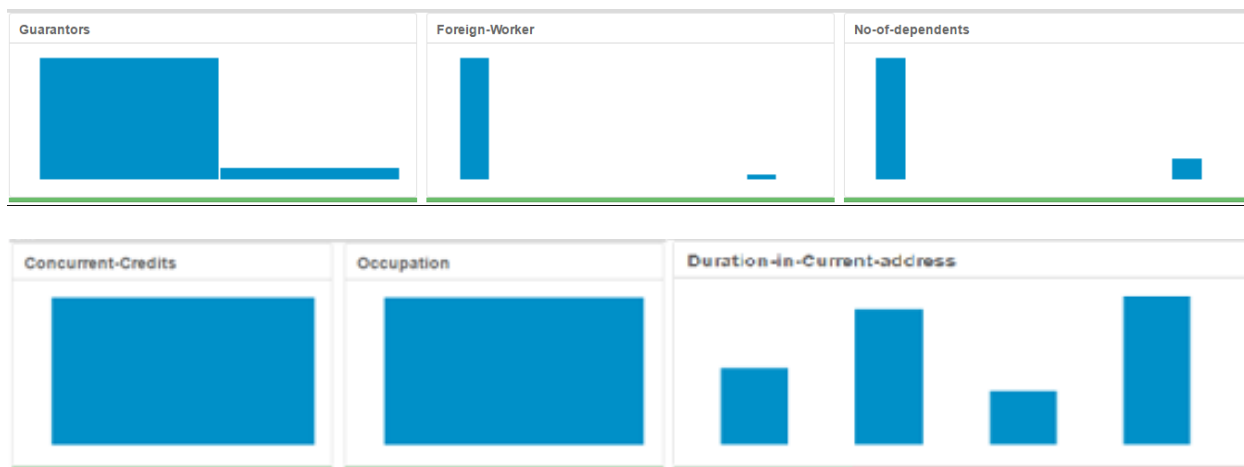 Guarantors
Foreign-Worker
No-of-dependents
Concurrent-Credits
Occupation
Duration-in-Current-address